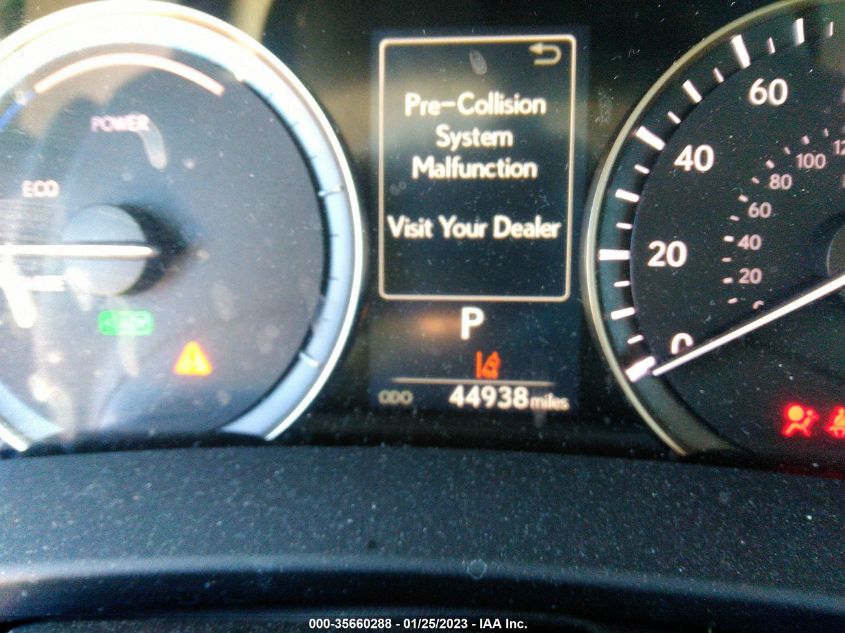 POWER
ECO
Pre-Collision
System
Malfunction
Visit Your Dealer
P
ODO 44938 miles
60
40
20
0
100
80
60
40
20
000-35660288 - 01/25/2023 - IAA Inc.